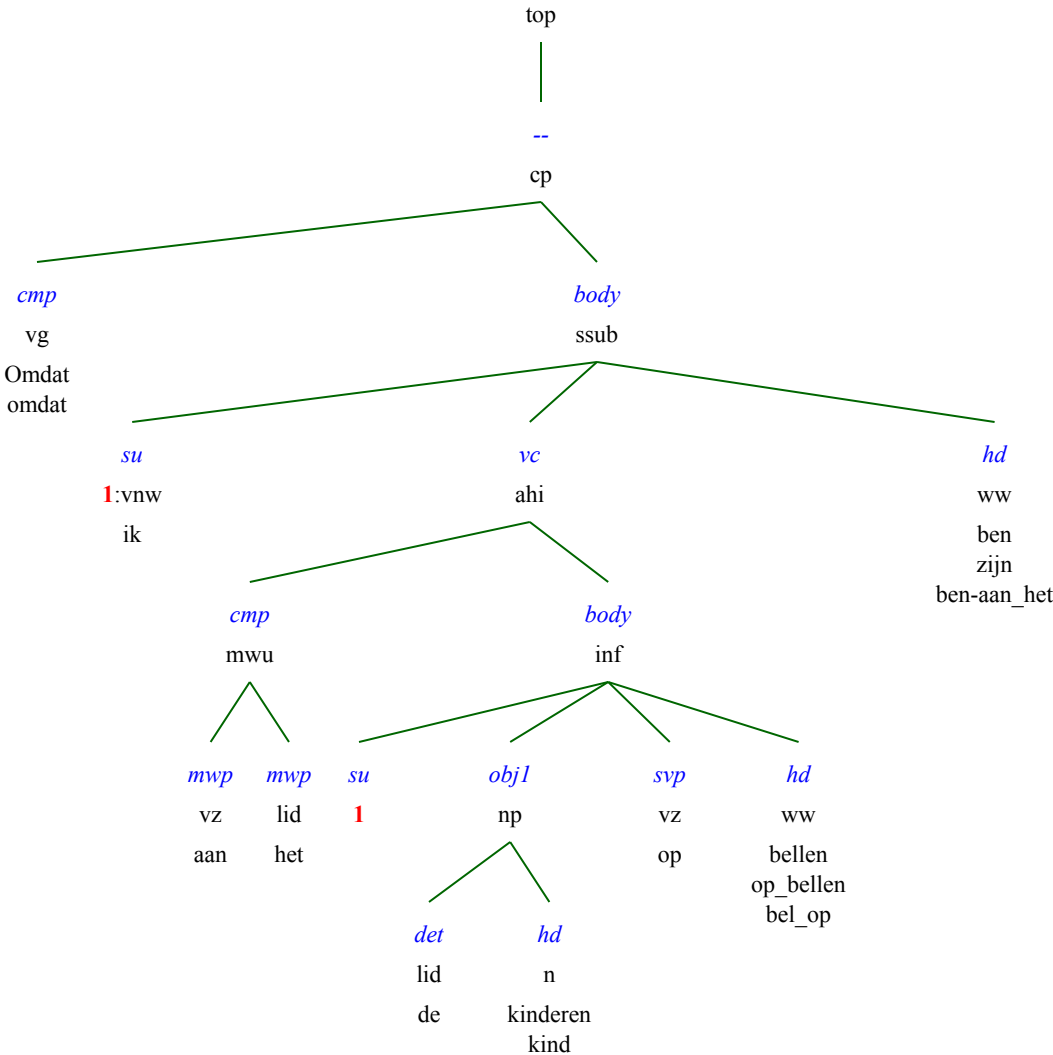 top
--
cp
cmp body
vg ssub
Omdat
omdat
su vc hd
1:vnw ahi ww
ik ben
zijn
ben-aan_het
cmp body
mwu inf
mwp mwp su obj1 svp hd
vz lid 1 np vz ww
aan het op bellen
op_bellen
bel_op
det hd
lid n
de kinderen
kind